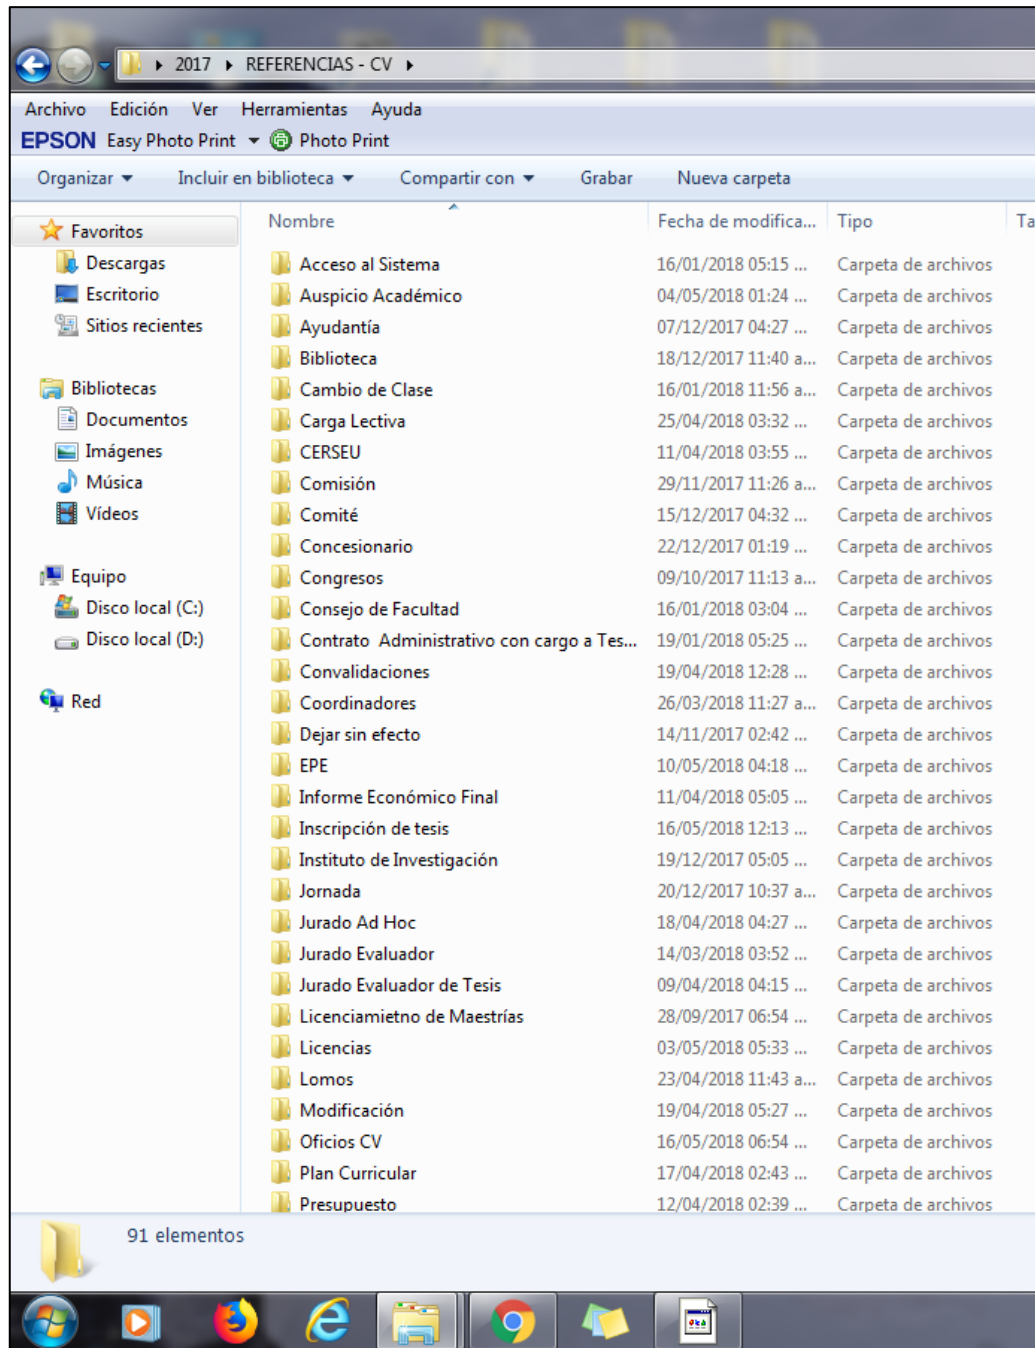 2017 REFERENCIAS - CV
Archivo Edición Ver Herramientas Ayuda
EPSON Easy Photo Print Photo Print
Organizar Incluir en biblioteca Compartir con Grabar Nueva carpeta
Favoritos
Descargas
Escritorio
Sitios recientes
Bibliotecas
Documentos
Imágenes
Música
Vídeos
Equipo
Disco local (C:)
Disco local (D:)
Red
Nombre Fecha de modifica... Tipo Ta
Acceso al Sistema 16/01/2018 05:15 ... Carpeta de archivos
Auspicio Académico 04/05/2018 01:24 ... Carpeta de archivos
Ayudantía 07/12/2017 04:27 ... Carpeta de archivos
Biblioteca 18/12/2017 11:40 a... Carpeta de archivos
Cambio de Clase 16/01/2018 11:56 a... Carpeta de archivos
Carga Lectiva 25/04/2018 03:32 ... Carpeta de archivos
CERSEU 11/04/2018 03:55 ... Carpeta de archivos
Comisión 29/11/2017 11:26 a... Carpeta de archivos
Comité 15/12/2017 04:32 ... Carpeta de archivos
Concesionario 22/12/2017 01:19 ... Carpeta de archivos
Congresos 09/10/2017 11:13 a... Carpeta de archivos
Consejo de Facultad 16/01/2018 03:04 ... Carpeta de archivos
Contrato Administrativo con cargo a Tes... 19/01/2018 05:25 ... Carpeta de archivos
Convalidaciones 19/04/2018 12:28 ... Carpeta de archivos
Coordinadores 26/03/2018 11:27 a... Carpeta de archivos
Dejar sin efecto 14/11/2017 02:42 ... Carpeta de archivos
EPE 10/05/2018 04:18 ... Carpeta de archivos
Informe Económico Final 11/04/2018 05:05 ... Carpeta de archivos
Inscripción de tesis 16/05/2018 12:13 ... Carpeta de archivos
Instituto de Investigación 19/12/2017 05:05 ... Carpeta de archivos
Jornada 20/12/2017 10:37 a... Carpeta de archivos
Jurado Ad Hoc 18/04/2018 04:27 ... Carpeta de archivos
Jurado Evaluador 14/03/2018 03:52 ... Carpeta de archivos
Jurado Evaluador de Tesis 09/04/2018 04:15 ... Carpeta de archivos
Licenciamietno de Maestrías 28/09/2017 06:54 ... Carpeta de archivos
Licencias 03/05/2018 05:33 ... Carpeta de archivos
Lomos 23/04/2018 11:43 a... Carpeta de archivos
Modificación 19/04/2018 05:27 ... Carpeta de archivos
Oficios CV 16/05/2018 06:54 ... Carpeta de archivos
Plan Curricular 17/04/2018 02:43 ... Carpeta de archivos
Presupuesto 12/04/2018 02:39 ... Carpeta de archivos
91 elementos